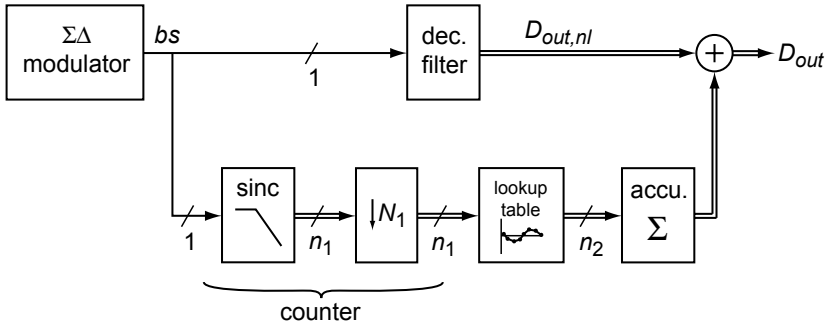 ΣΔ
modulator
bs
1
dec.
filter
D_out,nl
+
D_out
1
sinc
n_1
↓N_1
n_1
lookup
table
n_2
accu.
Σ
counter